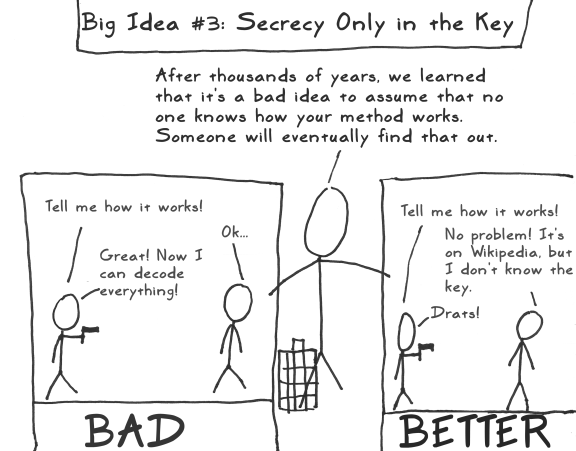 Big Idea #3: Secrecy Only in the Key
After thousands of years, we learned
that it's a bad idea to assume that no
one knows how your method works.
Someone will eventually find that out.
Tell me how it works!
Ok...
Great! Now I
can decode
everything!
BAD
Tell me how it works!
No problem! It's
on Wikipedia, but
I don't know the
key.
Drats!
BETTER